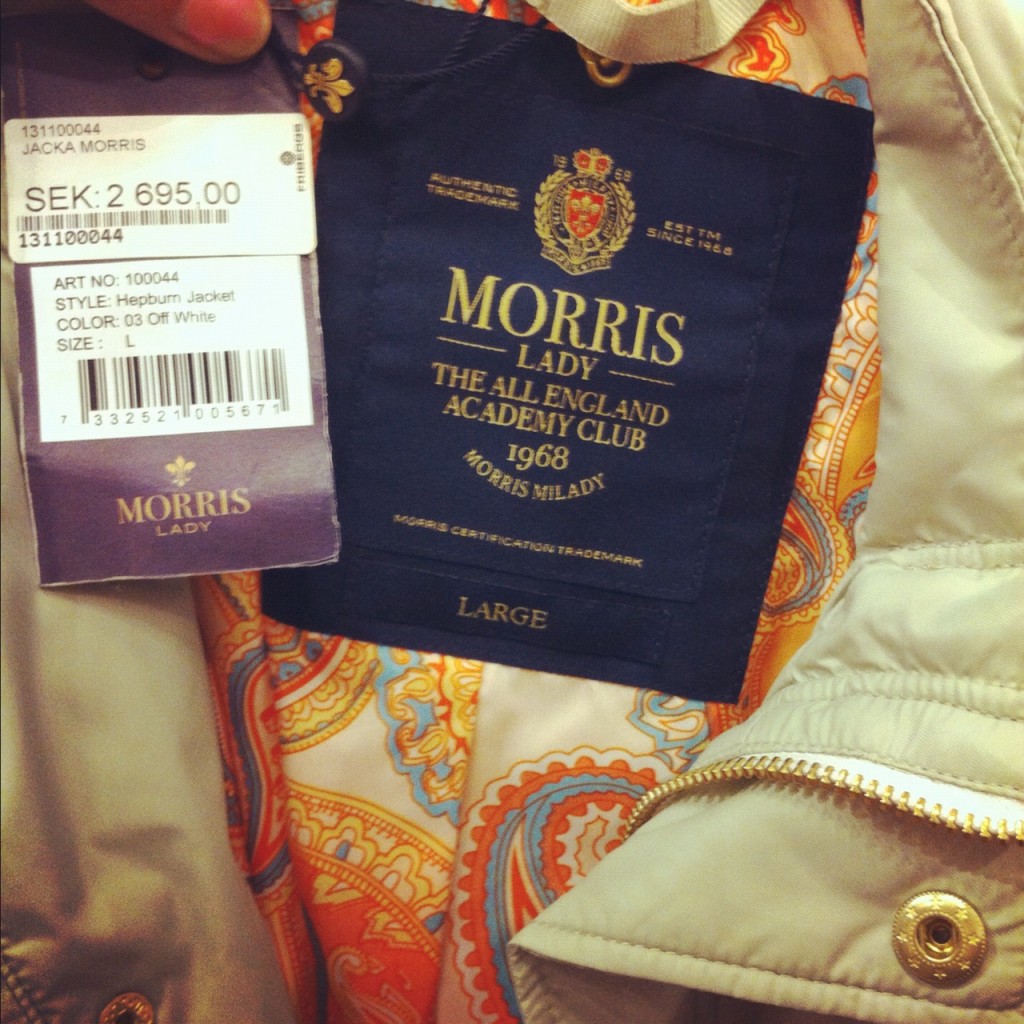 131100044
JACKA MORRIS
FRIBERGS
SEK: 2 695,00
131100044
ART NO: 100044
STYLE: Hepburn Jacket
COLOR: 03 Off White
SIZE : L
7 332521 005671
MORRIS
LADY
1968
AUTHENTIC
TRADEMARK
EST TM
SINCE 1968
MORRIS
LADY
THE ALL ENGLAND
ACADEMY CLUB
1968
MORRIS MILADY
MORRIS CERTIFICATION TRADEMARK
LARGE